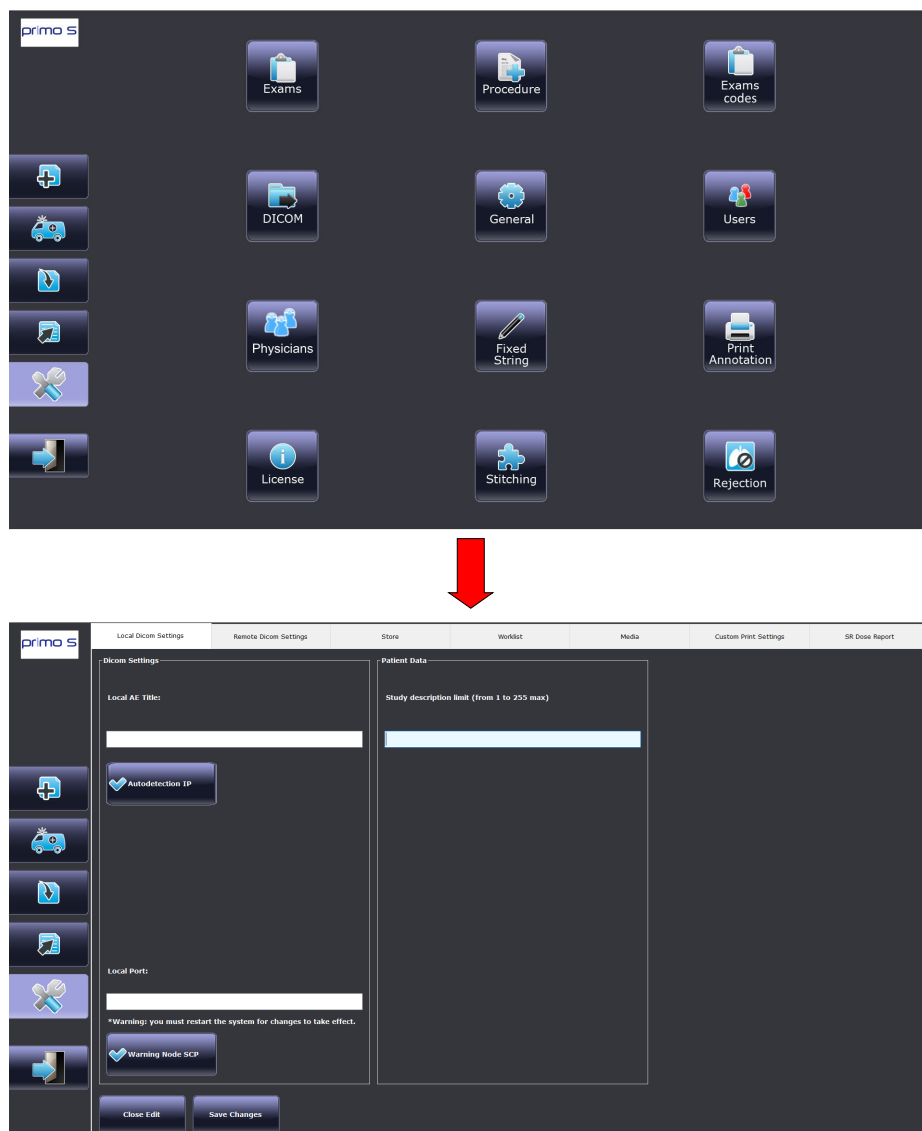 primo S
Exams
Procedure
Exams
codes
DICOM
General
Users
Physicians
Fixed
String
Print
Annotation
License
Stitching
Rejection
primo S
Local Dicom Settings
Remote Dicom Settings
Store
Worklist
Media
Custom Print Settings
SR Dose Report
Dicom Settings
Patient Data
Local AE Title:
Study description limit (from 1 to 255 max)
Autodetection IP
Local Port:
*Warning: you must restart the system for changes to take effect.
Warning Node SCP
Close Edit
Save Changes